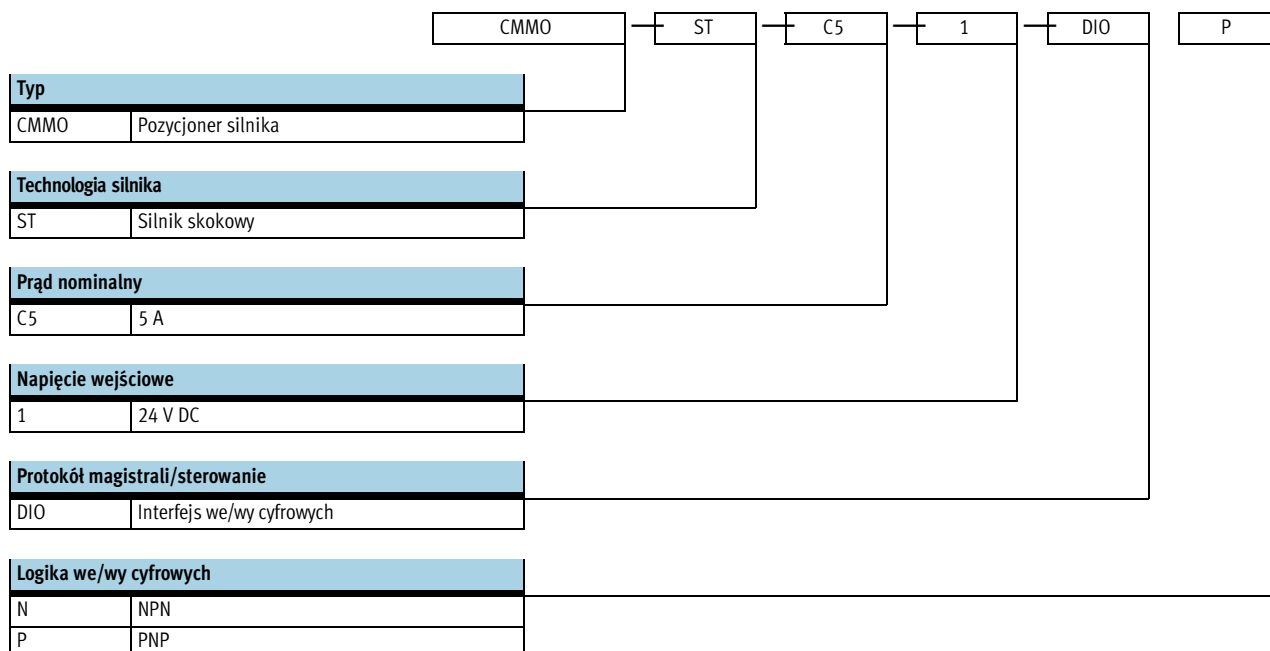 CMMO — ST — C5 — 1 — DIO P
Typ
CMMO Pozycjoner silnika
Technologia silnika
ST Silnik skokowy
Prąd nominalny
C5 5 A
Napięcie wejściowe
1 24 V DC
Protokół magistrali/sterowanie
DIO Interfejs we/wy cyfrowych
Logika we/wy cyfrowych
N NPN
P PNP